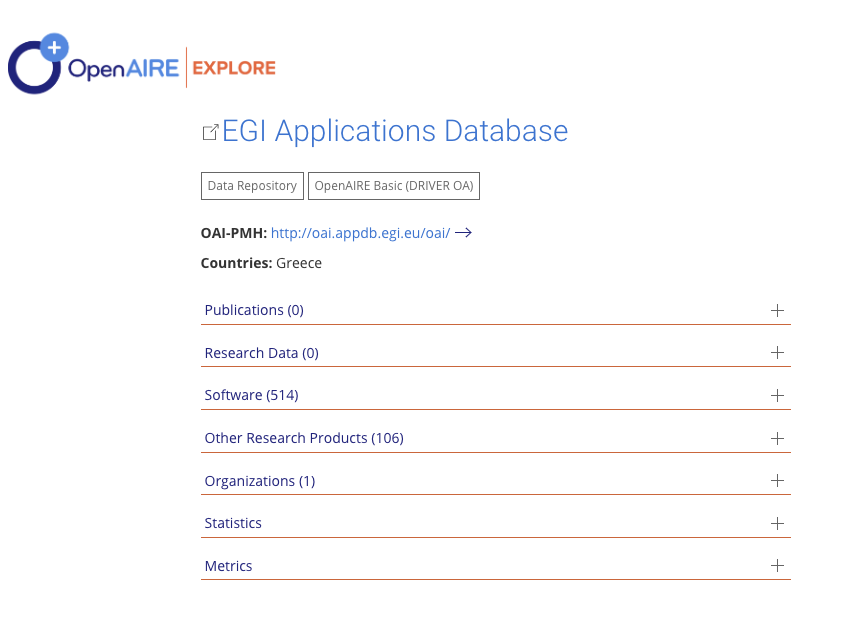 OpenAIRE | EXPLORE
EGI Applications Database
Data Repository OpenAIRE Basic (DRIVER OA)
OAI-PMH: http://oai.appdb.egi.eu/oai/
Countries: Greece
Publications (0)
Research Data (0)
Software (514)
Other Research Products (106)
Organizations (1)
Statistics
Metrics